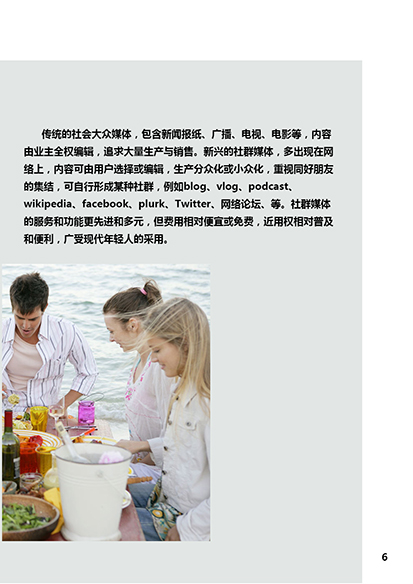 传统的社会大众媒体，包含新闻报纸、广播、电视、电影等，内容
由业主全权编辑，追求大量生产与销售。新兴的社群媒体，多出现在网
络上，内容可由用户选择或编辑，生产分众化或小众化，重视同好朋友
的集结，可自行形成某种社群，例如blog、vlog、podcast、
wikipedia、facebook、plurk、Twitter、网络论坛、等。社群媒体
的服务和功能更先进和多元，但费用相对便宜或免费，近用权相对普及
和便利，广受现代年轻人的采用。
6